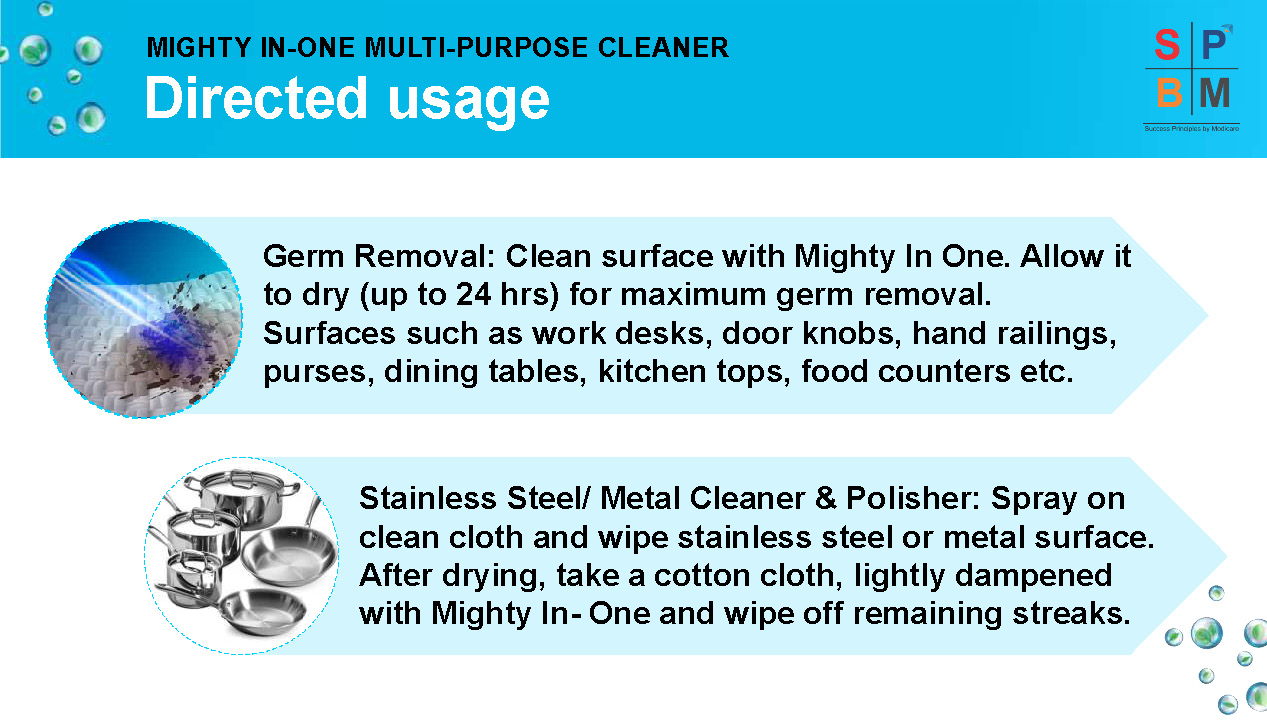 MIGHTY IN-ONE MULTI-PURPOSE CLEANER
Directed usage
S P
B M
Success Principles by Modicare
Germ Removal: Clean surface with Mighty In One. Allow it
to dry (up to 24 hrs) for maximum germ removal.
Surfaces such as work desks, door knobs, hand railings,
purses, dining tables, kitchen tops, food counters etc.
Stainless Steel/ Metal Cleaner & Polisher: Spray on
clean cloth and wipe stainless steel or metal surface.
After drying, take a cotton cloth, lightly dampened
with Mighty In- One and wipe off remaining streaks.